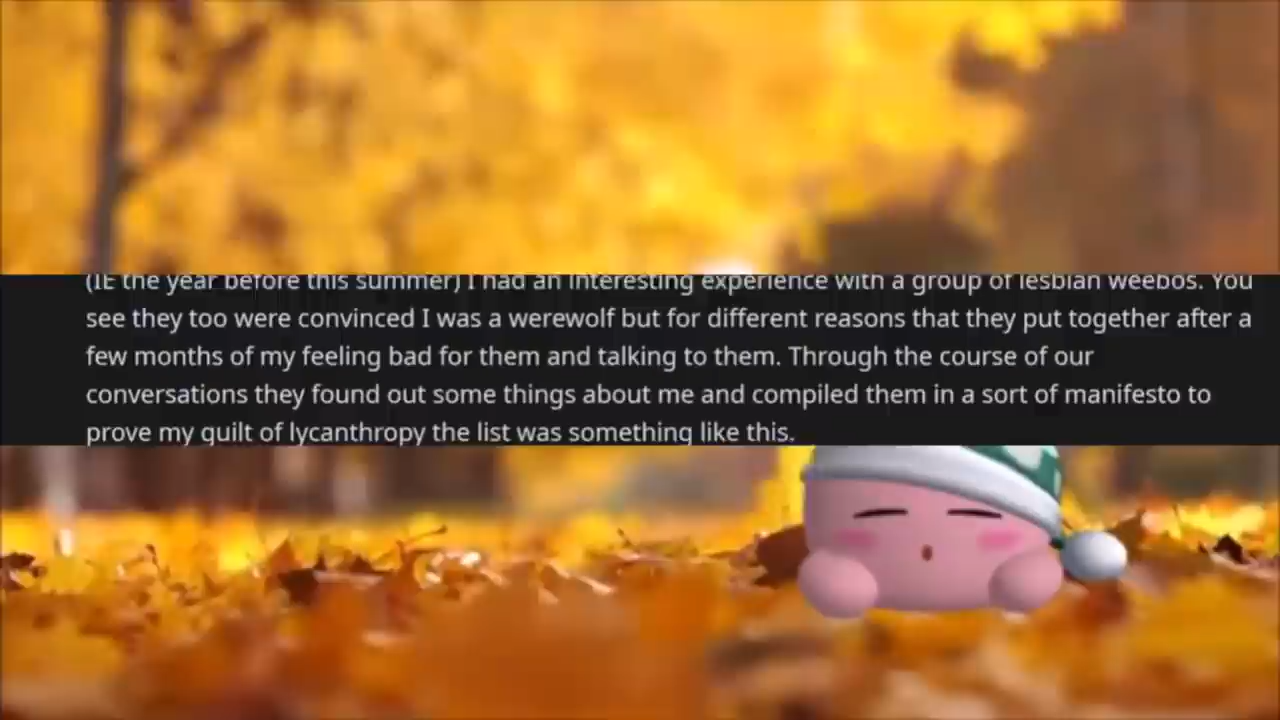 (IE the year before this summer) I had an interesting experience with a group of lesbian weebos. You
see they too were convinced I was a werewolf but for different reasons that they put together after a
few months of my feeling bad for them and talking to them. Through the course of our
conversations they found out some things about me and compiled them in a sort of manifesto to
prove my guilt of lycanthropy the list was something like this.